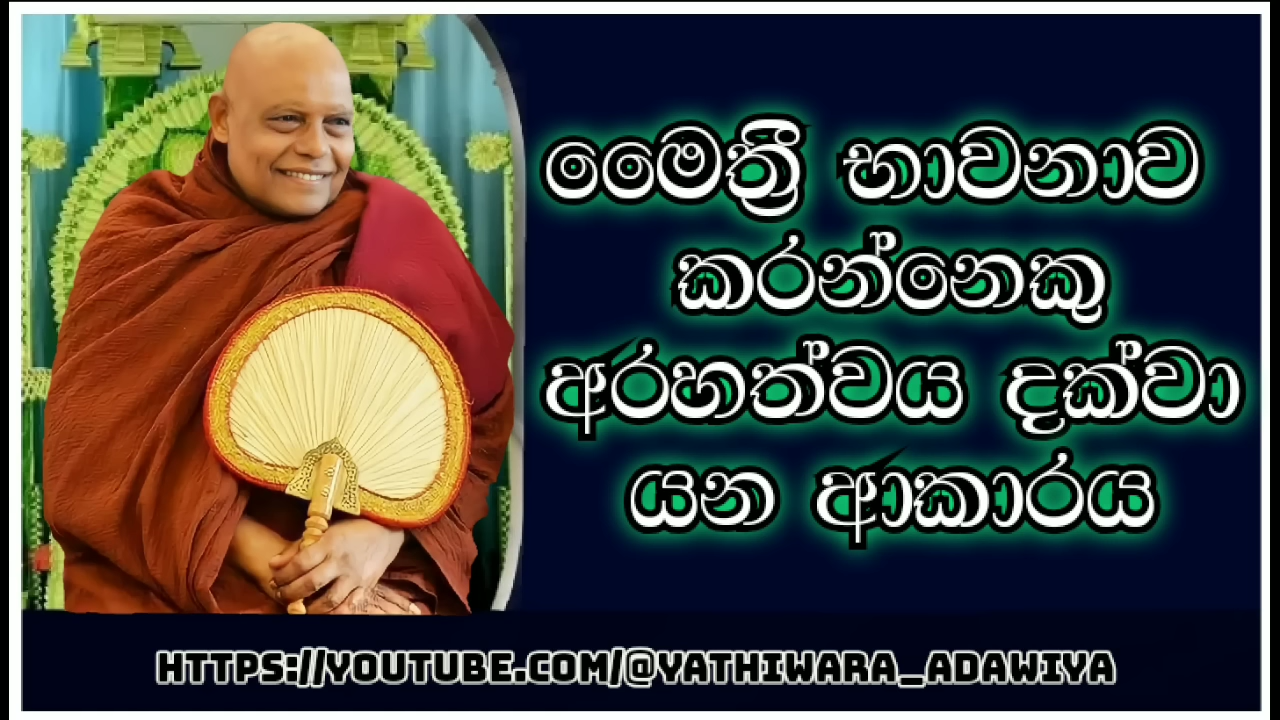 මෛත්‍රී භාවනාව
කරන්නෙකු
අරහත්වය දක්වා
යන ආකාරය
HTTPS://YOUTUBE.COM/@YATHIWARA_ADAWIYA